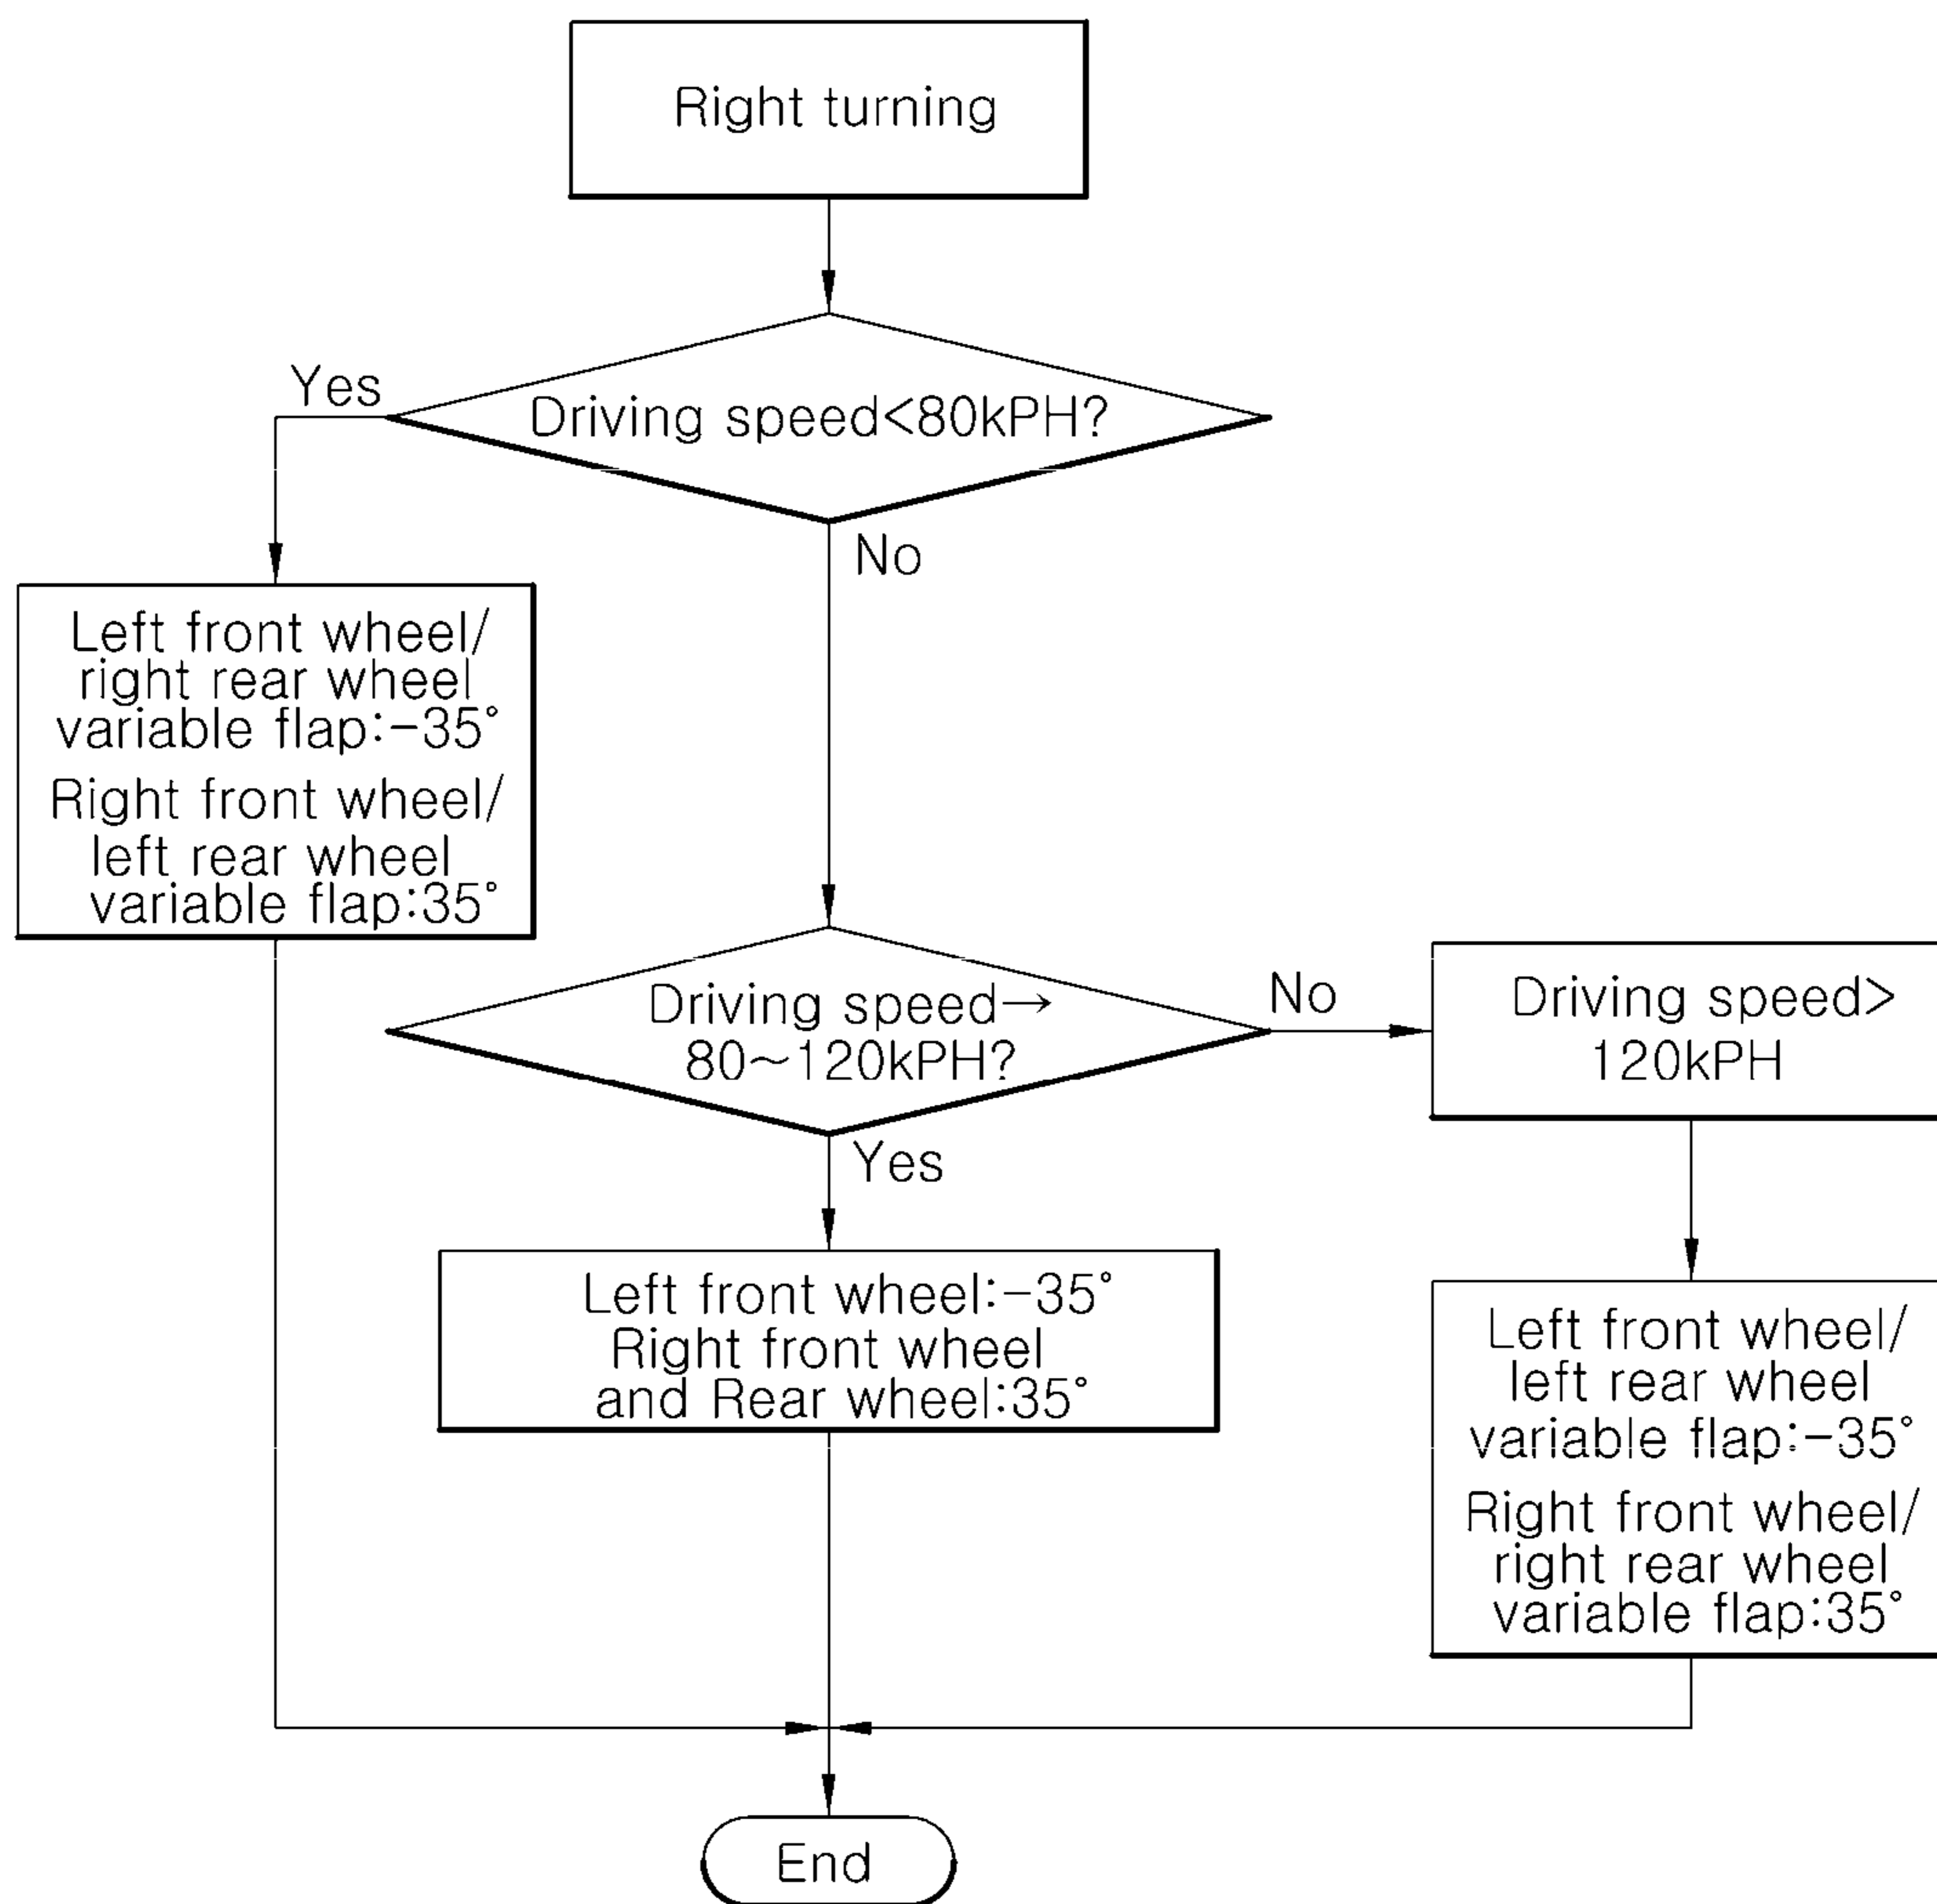 Right turning
Driving speed<80kPH?
Yes
No
Left front wheel/
right rear wheel
variable flap:-35°
Right front wheel/
left rear wheel
variable flap:35°
Driving speed→
80~120kPH?
No
Driving speed>
120kPH
Yes
Left front wheel:-35°
Right front wheel
and Rear wheel:35°
Left front wheel/
left rear wheel
variable flap:-35°
Right front wheel/
right rear wheel
variable flap:35°
End